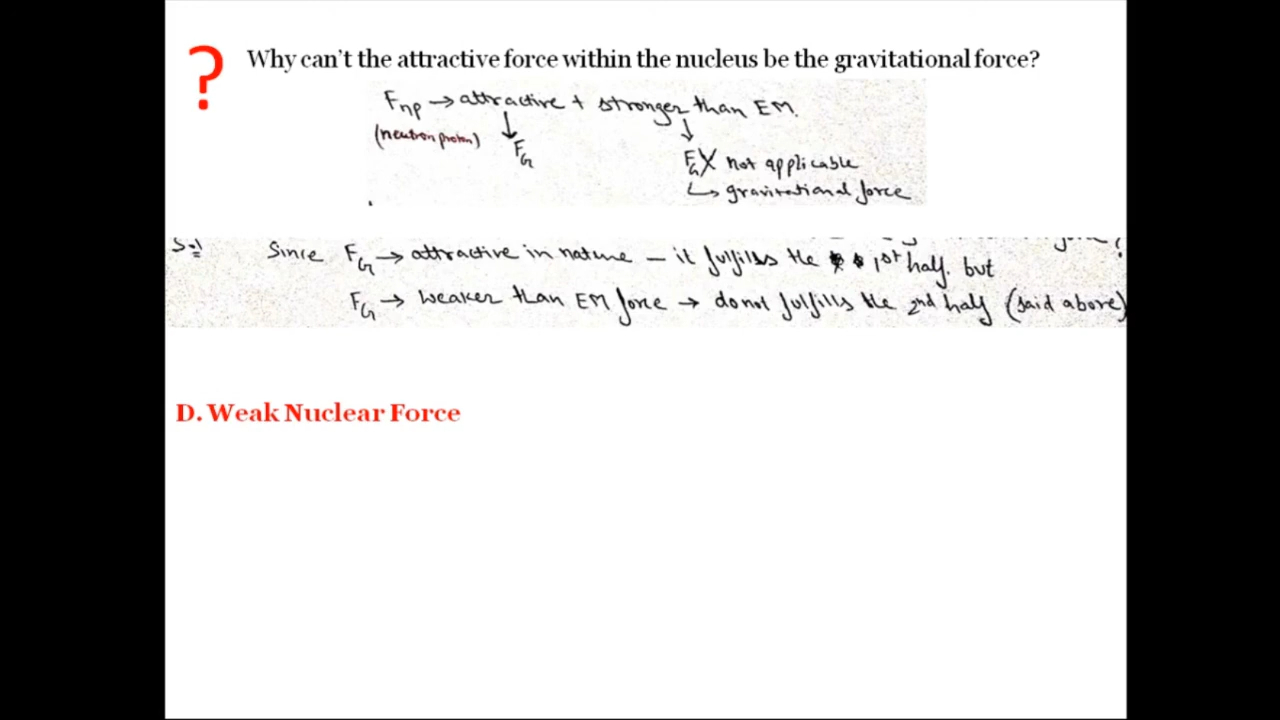 ? Why can't the attractive force within the nucleus be the gravitational force?
Fnp → attractive + stronger than EM.
(neutron proton) ↓ FG ↓
FG X not applicable
↳ gravitational force
Sol Since FG → attractive in nature – it fulfills the 1st half. but
FG → weaker than EM force → do not fulfills the 2nd half (said above)
D. Weak Nuclear Force